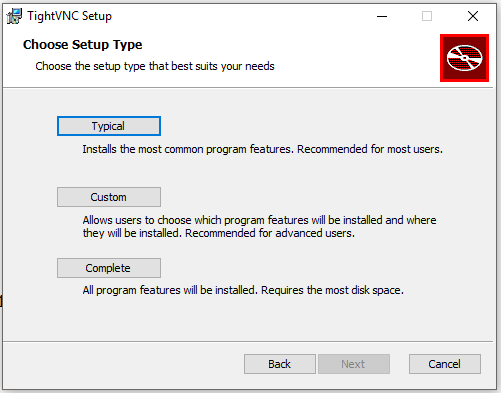 TightVNC Setup
Choose Setup Type
Choose the setup type that best suits your needs
Typical
Installs the most common program features. Recommended for most users.
Custom
Allows users to choose which program features will be installed and where
they will be installed. Recommended for advanced users.
Complete
All program features will be installed. Requires the most disk space.
Back
Next
Cancel